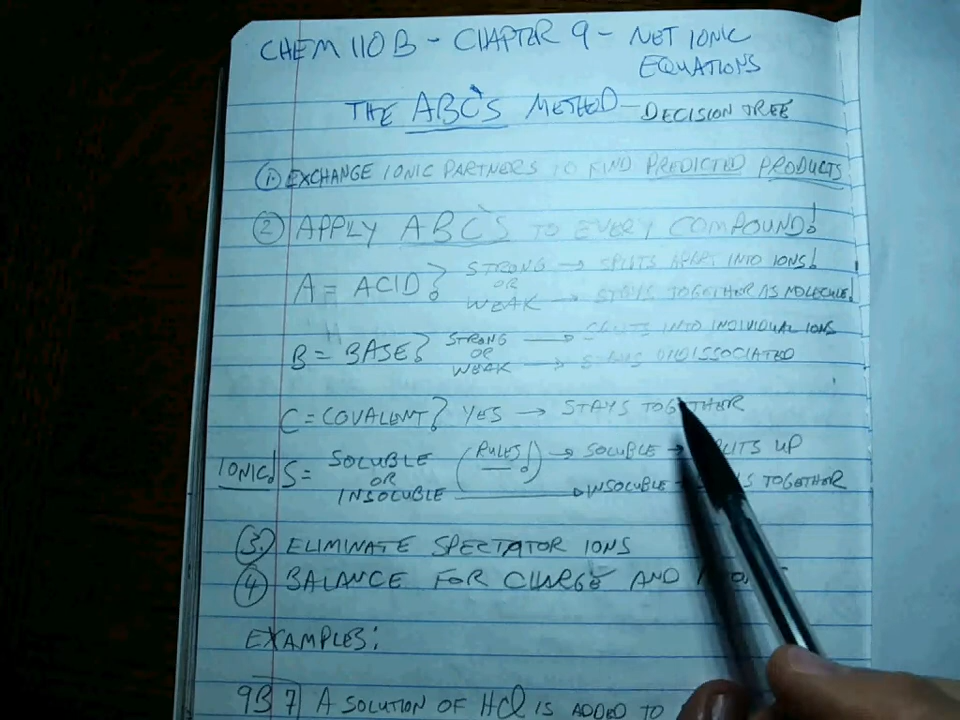 CHEM 110B - CHAPTER 9 - NET IONIC
EQUATIONS
THE ABC'S METHOD - DECISION TREE
① EXCHANGE IONIC PARTNERS TO FIND PREDICTED PRODUCTS
② APPLY ABC'S TO EVERY COMPOUND!
A = ACID? STRONG → SPLITS APART INTO IONS!
OR
WEAK → STAYS TOGETHER AS MOLECULE!
B = BASE? STRONG → SPLITS INTO INDIVIDUAL IONS
OR
WEAK → STAYS UNDISSOCIATED
C = COVALENT? YES → STAYS TOGETHER
IONIC! S = SOLUBLE (RULES!) → SOLUBLE → SPLITS UP
OR
INSOLUBLE → INSOLUBLE → TOGETHER
③ ELIMINATE SPECTATOR IONS
④ BALANCE FOR CHARGE AND
EXAMPLES:
9B7 A SOLUTION OF HCl IS ADDED TO